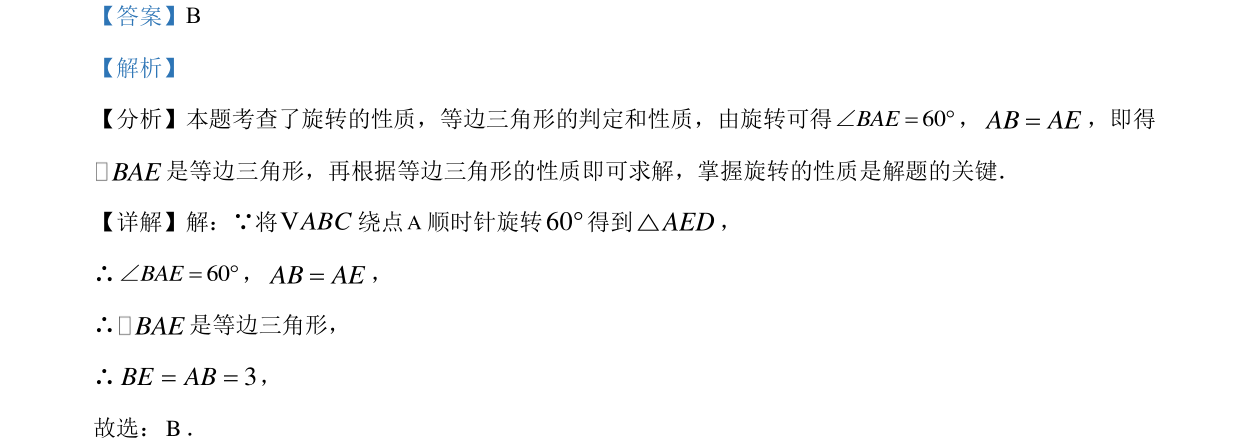 【答案】B
【解析】
【分析】本题考查了旋转的性质，等边三角形的判定和性质，由旋转可得∠BAE=60°，AB=AE，即得
□BAE是等边三角形，再根据等边三角形的性质即可求解，掌握旋转的性质是解题的关键．
【详解】解：∵将VABC绕点A顺时针旋转60°得到△AED，
∴∠BAE=60°，AB=AE，
∴□BAE是等边三角形，
∴BE=AB=3，
故选：B．